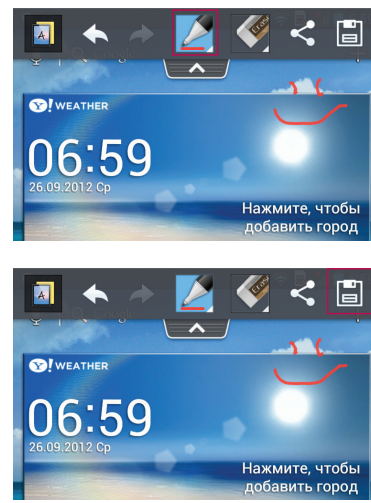 Y! WEATHER
06:59
26.09.2012 Ср
Нажмите, чтобы
добавить город
Y! WEATHER
06:59
26.09.2012 Ср
Нажмите, чтобы
добавить город